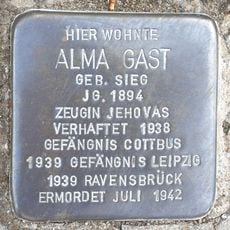 HIER WOHNTE
ALMA GAST
GEB. SIEG
JG. 1894
ZEUGIN JEHOVAS
VERHAFTET 1938
GEFÄNGNIS COTTBUS
1939 GEFÄNGNIS LEIPZIG
1939 RAVENSBRÜCK
ERMORDET JULI 1942